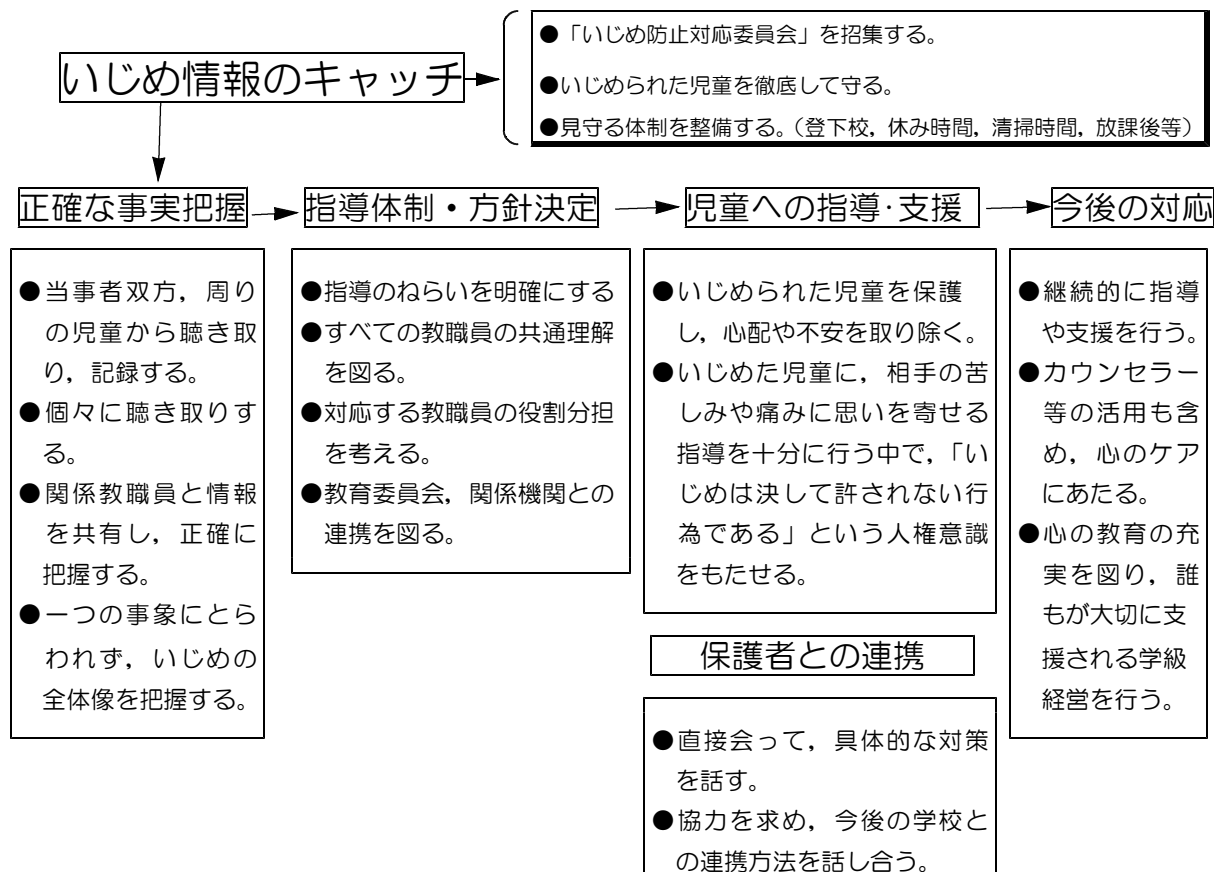 いじめ情報のキャッチ
●「いじめ防止対応委員会」を招集する。
●いじめられた児童を徹底して守る。
●見守る体制を整備する。(登下校，休み時間，清掃時間，放課後等)
正確な事実把握
●当事者双方，周り
の児童から聴き取
り，記録する。
●個々に聴き取りす
る。
●関係教職員と情報
を共有し，正確に
把握する。
●一つの事象にとら
われず，いじめの
全体像を把握する。
指導体制・方針決定
●指導のねらいを明確にする
●すべての教職員の共通理解
を図る。
●対応する教職員の役割分担
を考える。
●教育委員会，関係機関との
連携を図る。
児童への指導・支援
●いじめられた児童を保護
し，心配や不安を取り除く。
●いじめた児童に，相手の苦
しみや痛みに思いを寄せる
指導を十分に行う中で，「い
じめは決して許されない行
為である」という人権意識
をもたせる。
保護者との連携
●直接会って，具体的な対策
を話す。
●協力を求め，今後の学校と
の連携方法を話し合う。
今後の対応
●継続的に指導
や支援を行う。
●カウンセラー
等の活用も含
め，心のケア
にあたる。
●心の教育の充
実を図り，誰
もが大切に支
援される学級
経営を行う。